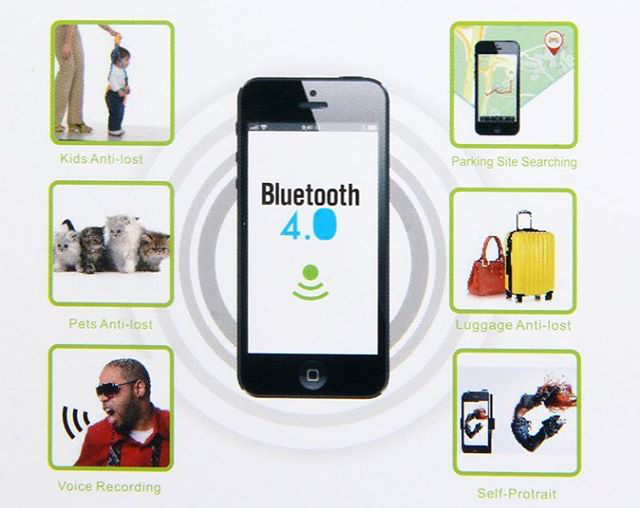 Kids Anti-lost
Parking Site Searching
Bluetooth
4.0
Pets Anti-lost
Luggage Anti-lost
Voice Recording
Self-Protrait